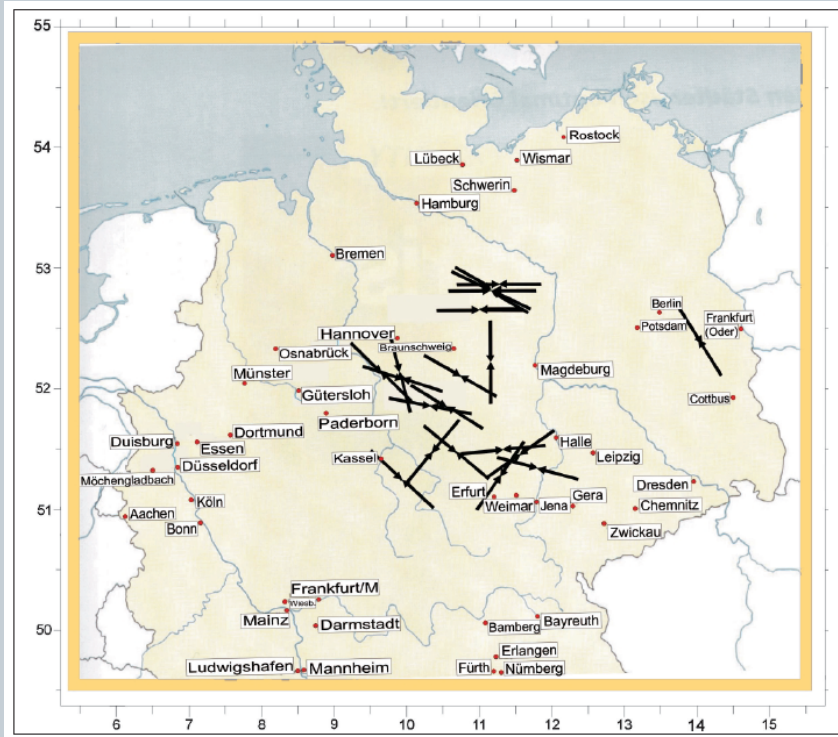 55
54
53
52
51
50
Rostock
Lübeck
Wismar
Schwerin
Hamburg
Bremen
Berlin
Potsdam
Frankfurt
(Oder)
Hannover
Braunschweig
Osnabrück
Magdeburg
Münster
Cottbus
Gütersloh
Paderborn
Dortmund
Duisburg
Essen
Halle
Leipzig
Kassel
Düsseldorf
Möchengladbach
Dresden
Erfurt
Gera
Köln
Weimar
Jena
Chemnitz
Aachen
Bonn
Zwickau
Frankfurt/M
Wiesb.
Mainz
Darmstadt
Bamberg
Bayreuth
Erlangen
Ludwigshafen
Mannheim
Fürth
Nürnberg
6 7 8 9 10 11 12 13 14 15